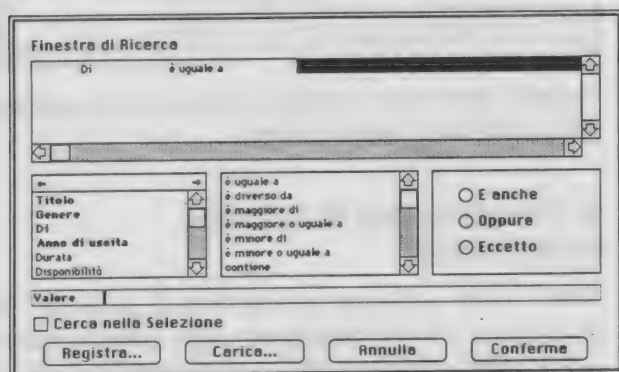 Finestra di Ricerca
Di è uguale a
Titolo
Genere
Di
Anno di uscita
Durata
Disponibilità
è uguale a
è diverso da
è maggiore di
è maggiore o uguale a
è minore di
è minore o uguale a
contiene
E anche
Oppure
Eccetto
Valore
Cerca nella Selezione
Registra...
Carica...
Annulla
Conferma